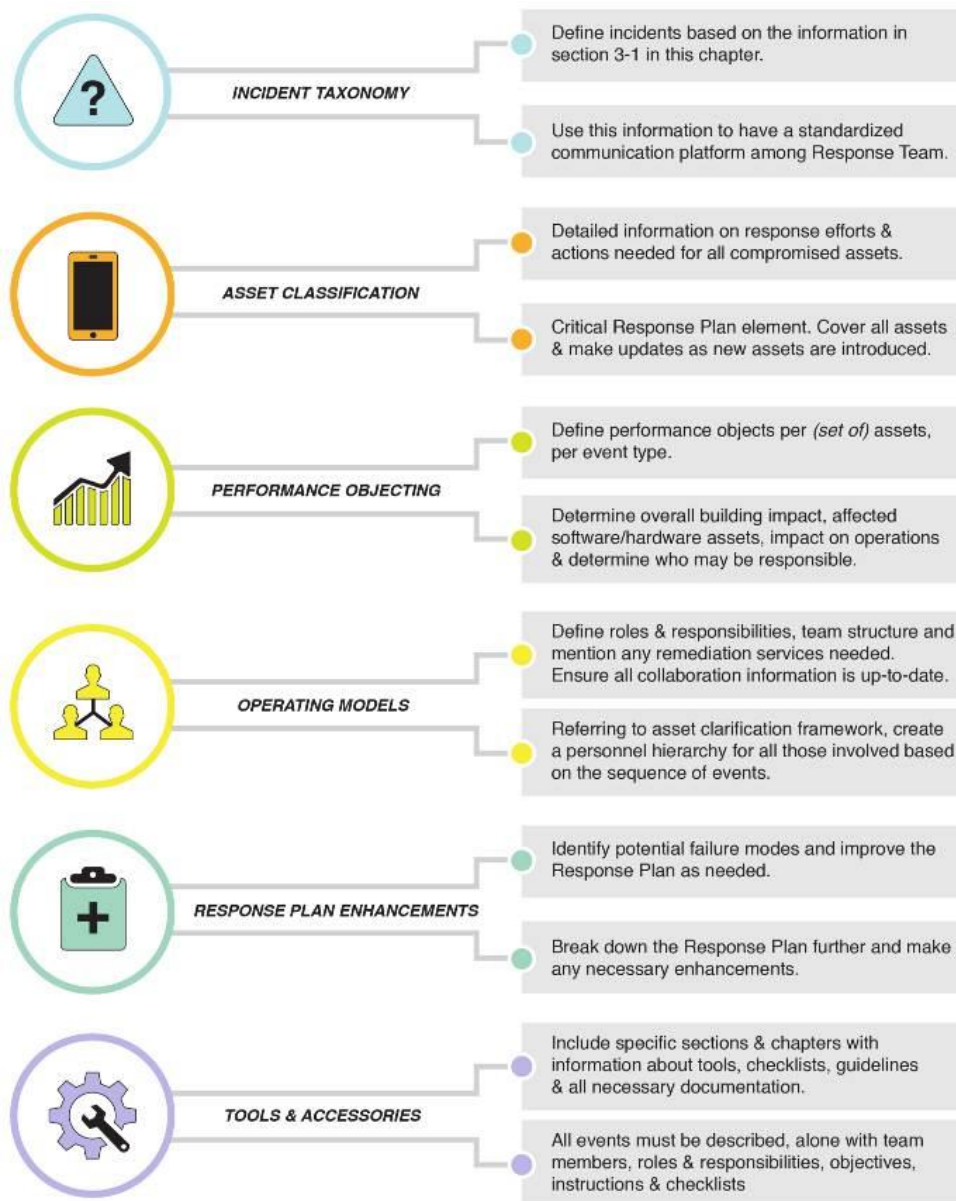 ?
INCIDENT TAXONOMY
Define incidents based on the information in
section 3-1 in this chapter.
Use this information to have a standardized
communication platform among Response Team.
ASSET CLASSIFICATION
Detailed information on response efforts &
actions needed for all compromised assets.
Critical Response Plan element. Cover all assets
& make updates as new assets are introduced.
PERFORMANCE OBJECTING
Define performance objects per (set of) assets,
per event type.
Determine overall building impact, affected
software/hardware assets, impact on operations
& determine who may be responsible.
OPERATING MODELS
Define roles & responsibilities, team structure and
mention any remediation services needed.
Ensure all collaboration information is up-to-date.
Referring to asset clarification framework, create
a personnel hierarchy for all those involved based
on the sequence of events.
RESPONSE PLAN ENHANCEMENTS
Identify potential failure modes and improve the
Response Plan as needed.
Break down the Response Plan further and make
any necessary enhancements.
TOOLS & ACCESSORIES
Include specific sections & chapters with
information about tools, checklists, guidelines
& all necessary documentation.
All events must be described, alone with team
members, roles & responsibilities, objectives,
instructions & checklists